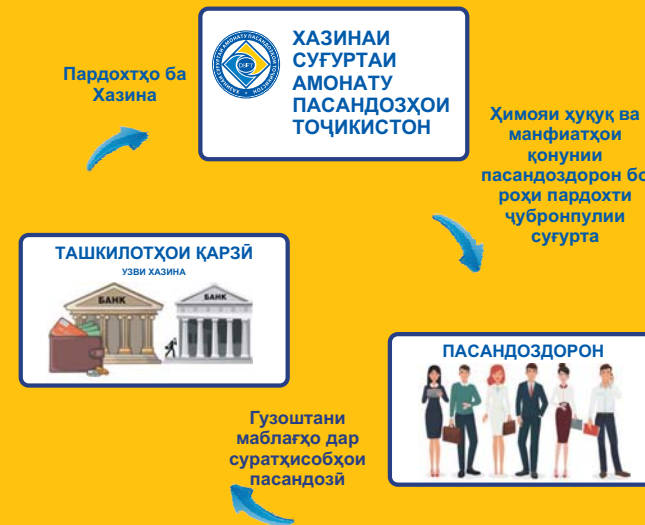 ХАЗИНАИ
СУҒУРТАИ
АМОНАТУ
ПАСАНДОЗҲОИ
ТОҶИКИСТОН
Пардохтҳо ба
Хазина
Ҳимояи ҳуқуқ ва
манфиатҳои
қонунии
пасандоздорон бо
роҳи пардохти
ҷубронпулии
суғурта
ТАШКИЛОТҲОИ ҚАРЗӢ
УЗВИ ХАЗИНА
БАНК
БАНК
ПАСАНДОЗДОРОН
Гузоштани
маблағҳо дар
суратҳисобҳои
пасандозӣ